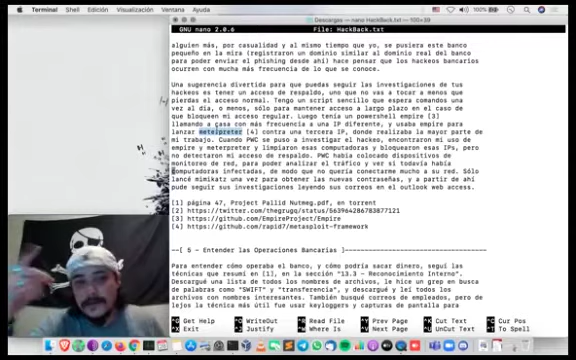 Terminal Shell Edición Visualización Ventana Ayuda
100%
Descargas — nano HackBack.txt — 100×39
GNU nano 2.0.6 File: HackBack.txt
alguien más, por casualidad y al mismo tiempo que yo, se pusiera este banco
pequeño en la mira (registraron un dominio similar al dominio real del banco
para poder enviar el phishing desde ahí) hace pensar que los hackeos bancarios
ocurren con mucha más frecuencia de lo que se conoce.
Una sugerencia divertida para que puedas seguir las investigaciones de tus
hackeos es tener un acceso de respaldo, uno que no vas a tocar a menos que
pierdas el acceso normal. Tengo un script sencillo que espera comandos una
vez al día, o menos, sólo para mantener acceso a largo plazo en el caso de
que bloqueen mi acceso regular. Luego tenía un powershell empire [3]
llamando a casa con más frecuencia a una IP diferente, y usaba empire para
lanzar meterpreter [4] contra una tercera IP, donde realizaba la mayor parte de
mi trabajo. Cuando PWC se puso a investigar el hackeo, encontraron mi uso de
empire y meterpreter y limpiaron esas computadoras y bloquearon esas IPs, pero
no detectaron mi acceso de respaldo. PWC había colocado dispositivos de
monitoreo de red, para poder analizar el tráfico y ver si todavía había
computadoras infectadas, de modo que no quería conectarme mucho a su red. Sólo
lancé mimikatz una vez para obtener las nuevas contraseñas, y a partir de ahí
pude seguir sus investigaciones leyendo sus correos en el outlook web access.
[1] página 47, Project Pallid Nutmeg.pdf, en torrent
[2] https://twitter.com/thegrugq/status/563964286783877121
[3] https://github.com/EmpireProject/Empire
[4] https://github.com/rapid7/metasploit-framework
--[ 6 - Entender las Operaciones Bancarias ]
Para entender cómo operaba el banco, y cómo podría sacar dinero, seguí las
técnicas que resumí en [1], en la sección "13.3 - Reconocimiento Interno".
Descargué una lista de todos los nombres de archivos, le hice un grep en busca
de palabras como "SWIFT" y "transferencia", y descargué y leí todos los
archivos con nombres interesantes. También busqué correos de empleados, pero de
lejos la técnica más útil fue usar keyloggers y capturas de pantalla para
^G Get Help ^O WriteOut ^R Read File ^Y Prev Page ^K Cut Text ^C Cur Pos
^X Exit ^J Justify ^W Where Is ^V Next Page ^U UnCut Text ^T To Spell